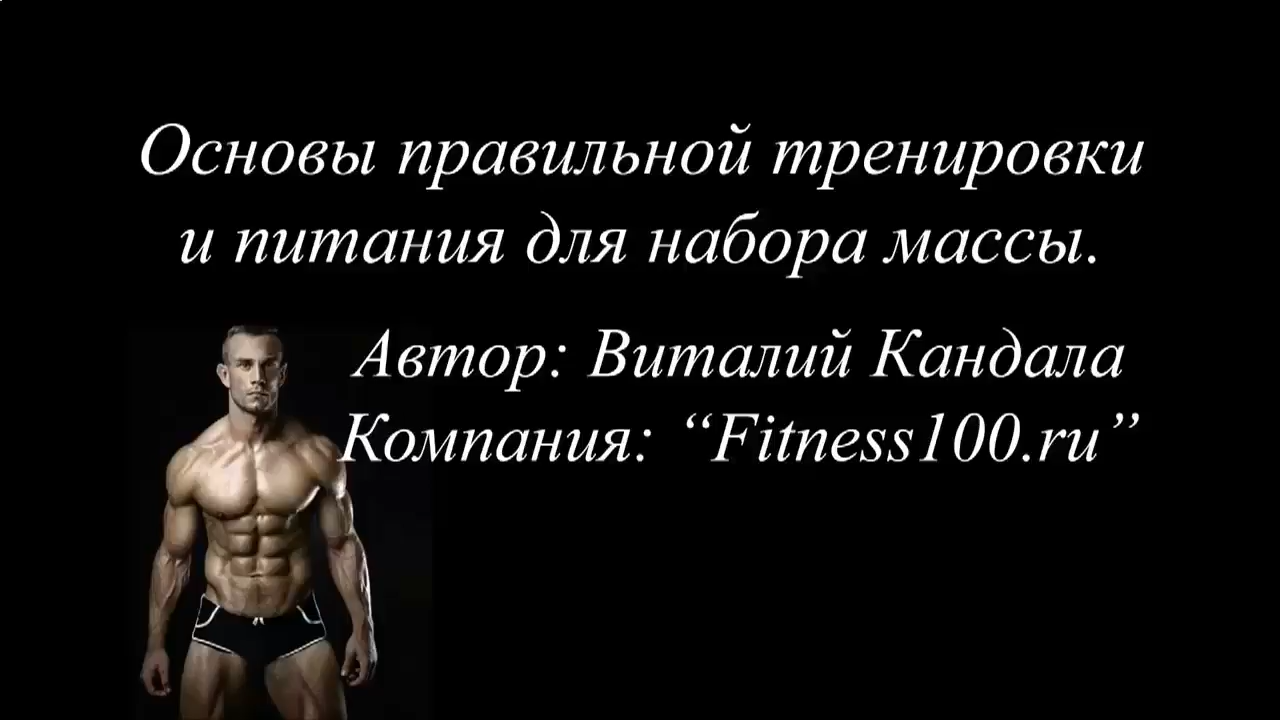 Основы правильной тренировки
и питания для набора массы.
Автор: Виталий Кандала
Компания: “Fitness100.ru”